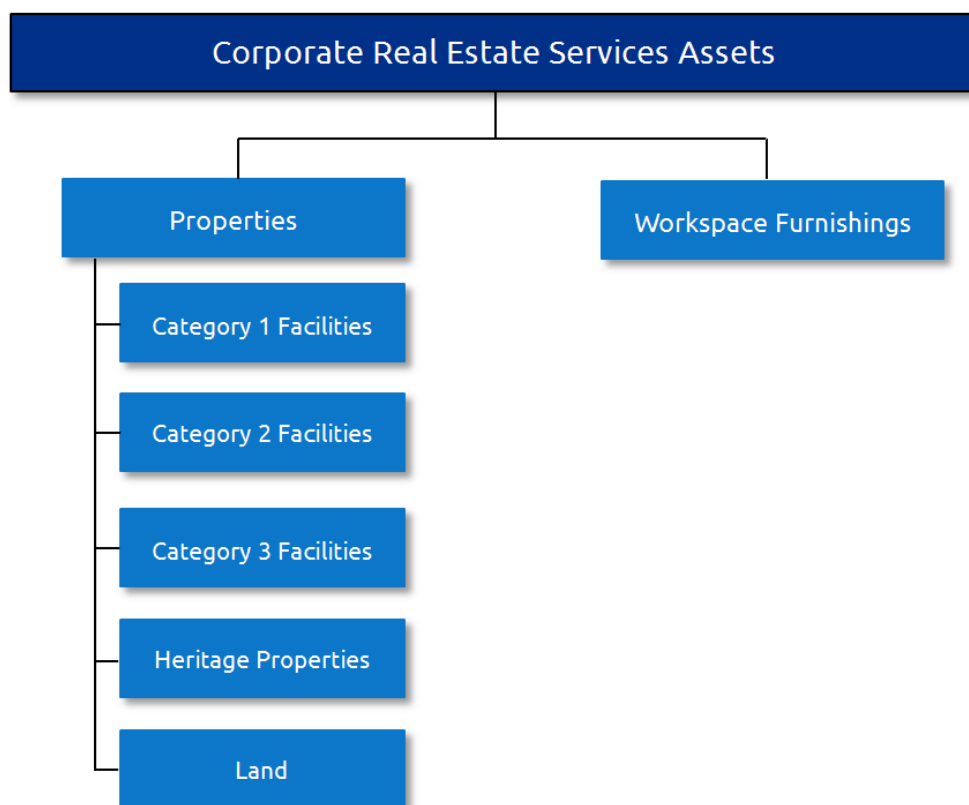 Corporate Real Estate Services Assets
Properties
Workspace Furnishings
Category 1 Facilities
Category 2 Facilities
Category 3 Facilities
Heritage Properties
Land